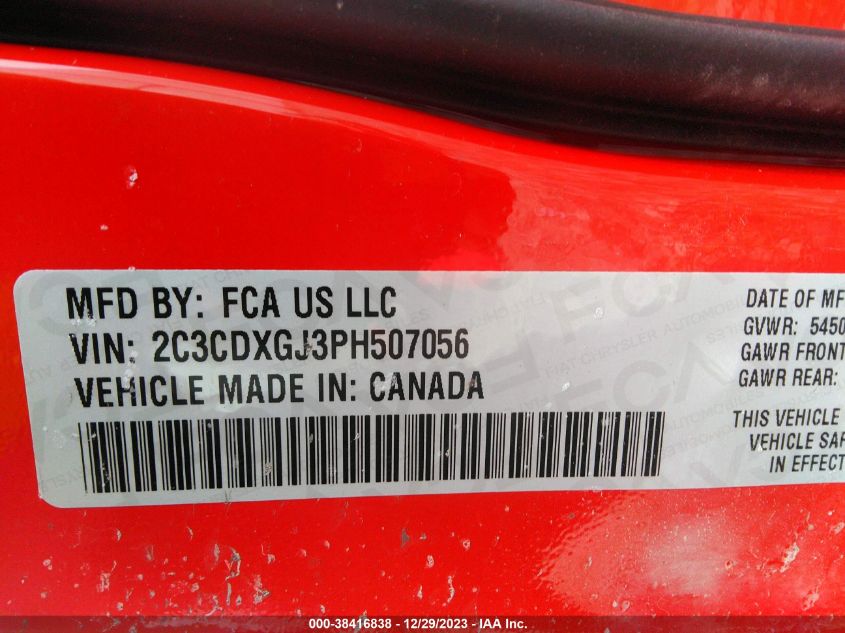 MFD BY: FCA US LLC
VIN: 2C3CDXGJ3PH507056
VEHICLE MADE IN: CANADA
DATE OF MF
GVWR: 5450
GAWR FRONT
GAWR REAR:
THIS VEHICLE
VEHICLE SAF
IN EFFECT
000-38416838 - 12/29/2023 - IAA Inc.